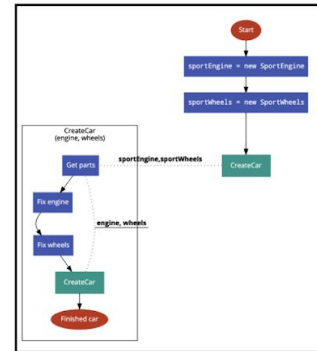 Start
sportEngine = new SportEngine
sportWheels = new SportWheels
CreateCar
(engine, wheels)
Get parts
sportEngine,sportWheels
CreateCar
Fix engine
engine, wheels
Fix wheels
CreateCar
Finished car